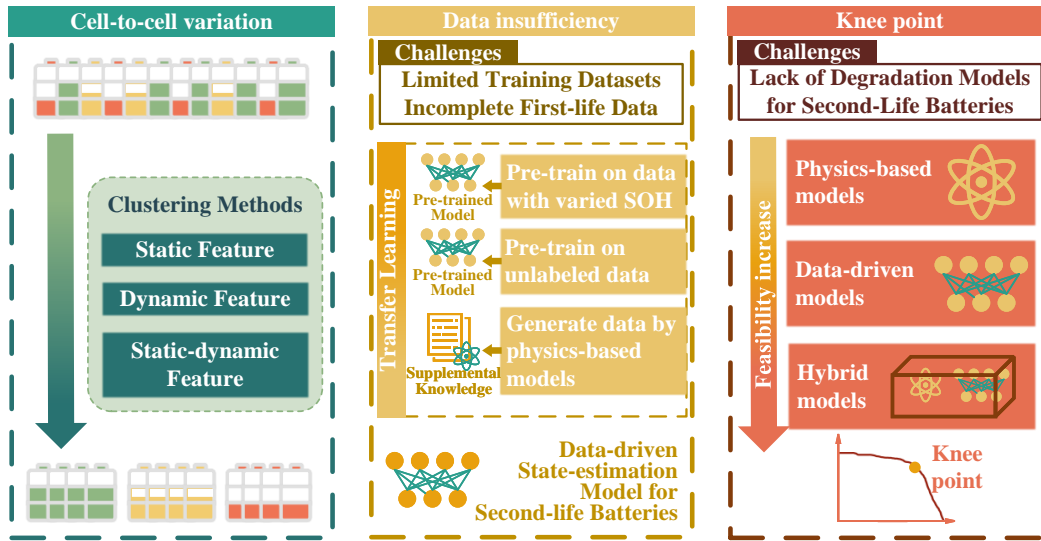 Cell-to-cell variation
Clustering Methods
Static Feature
Dynamic Feature
Static-dynamic
Feature
Data insufficiency
Challenges
Limited Training Datasets
Incomplete First-life Data
Transfer Learning
Pre-trained Model
Pre-train on data
with varied SOH
Pre-trained Model
Pre-train on
unlabeled data
Supplemental
Knowledge
Generate data by
physics-based
models
Data-driven
State-estimation
Model for
Second-life Batteries
Knee point
Challenges
Lack of Degradation Models
for Second-Life Batteries
Feasibility increase
Physics-based
models
Data-driven
models
Hybrid
models
Knee
point